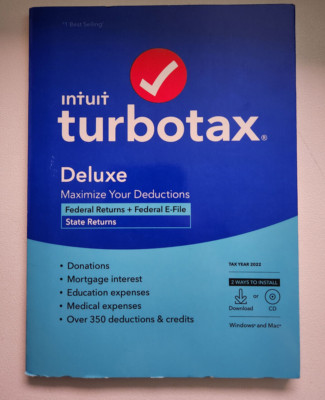 "1 Best Selling"
intuit
turbotax®
Deluxe
Maximize Your Deductions
Federal Returns + Federal E-File
State Returns
• Donations
• Mortgage interest
• Education expenses
• Medical expenses
• Over 350 deductions & credits
TAX YEAR 2022
2 WAYS TO INSTALL
or
Download
CD
Windows® and Mac®